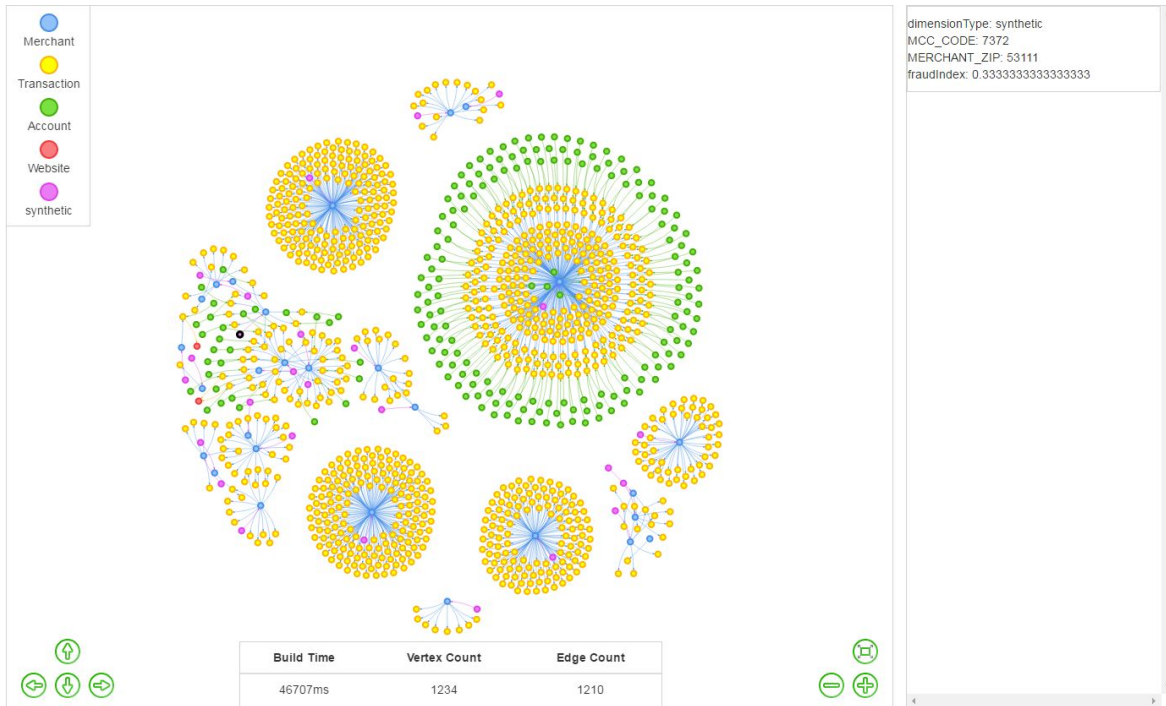 Merchant
Transaction
Account
Website
synthetic
dimensionType: synthetic
MCC_CODE: 7372
MERCHANT_ZIP: 53111
fraudIndex: 0.3333333333333333
Build Time Vertex Count Edge Count
46707ms 1234 1210